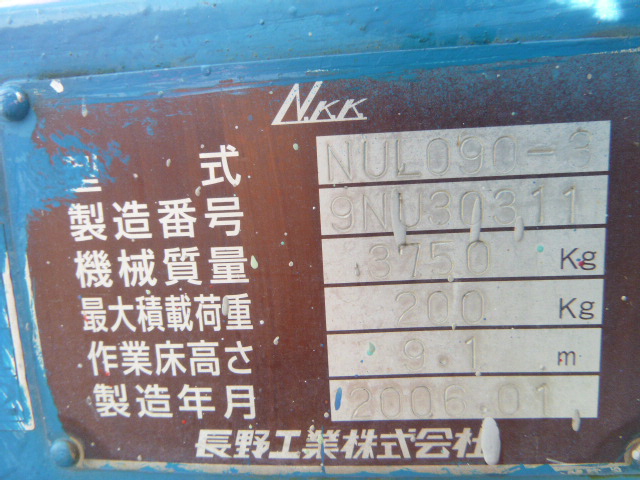 N.KK
型式 NUL090-3
製造番号 9NU30311
機械質量 3750 Kg
最大積載荷重 200 Kg
作業床高さ 9.1 m
製造年月 2006.01
長野工業株式会社